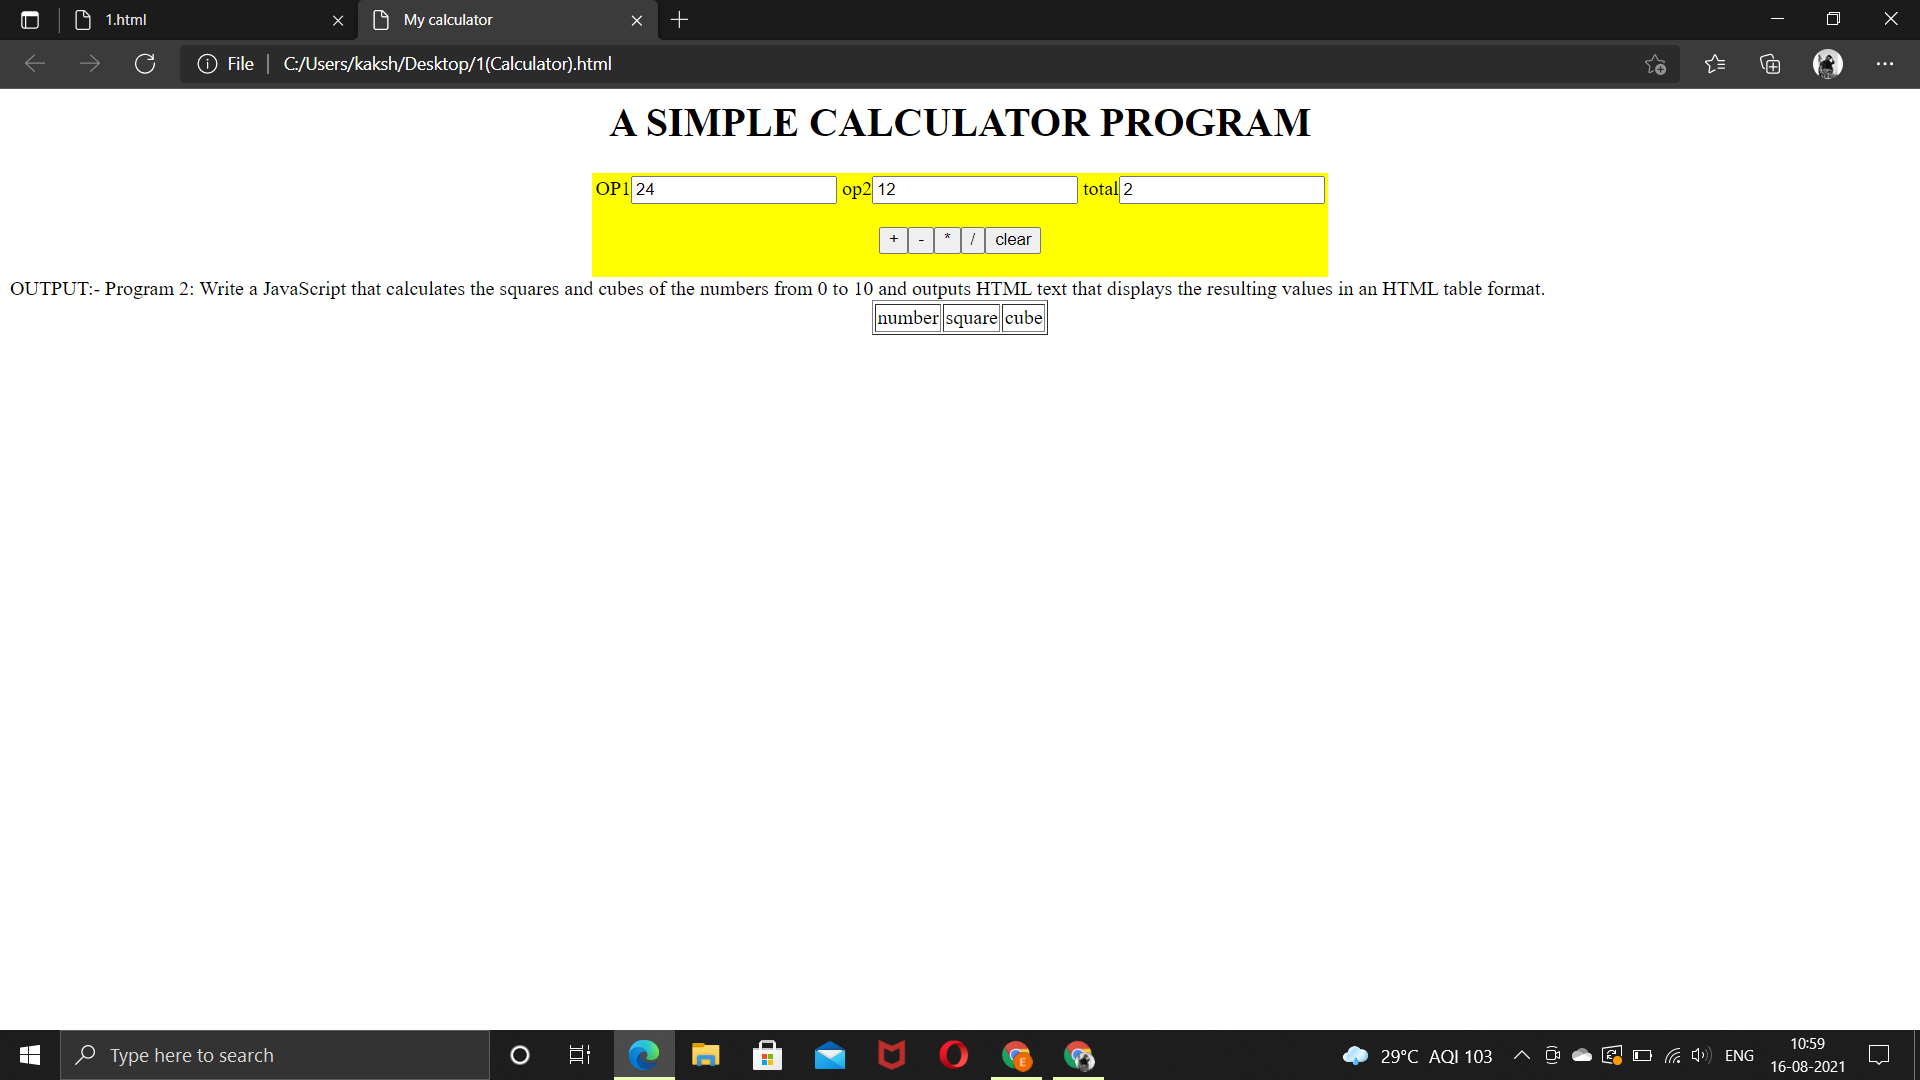 1.html
My calculator
File
C:/Users/kaksh/Desktop/1(Calculator).html
A SIMPLE CALCULATOR PROGRAM
OP1 24 op2 12 total 2
+ - * / clear
OUTPUT:- Program 2: Write a JavaScript that calculates the squares and cubes of the numbers from 0 to 10 and outputs HTML text that displays the resulting values in an HTML table format.
number square cube
Type here to search
29°C AQI 103
ENG
10:59
16-08-2021